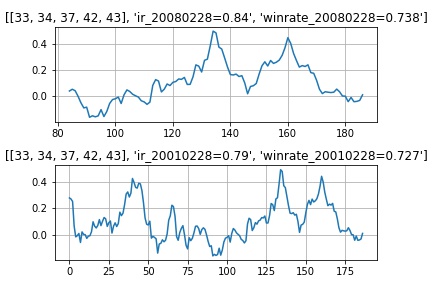 [[33, 34, 37, 42, 43], 'ir_20080228=0.84', 'winrate_20080228=0.738']
0.4
0.2
0.0
80 100 120 140 160 180
[[33, 34, 37, 42, 43], 'ir_20010228=0.79', 'winrate_20010228=0.727']
0.4
0.2
0.0
0 25 50 75 100 125 150 175